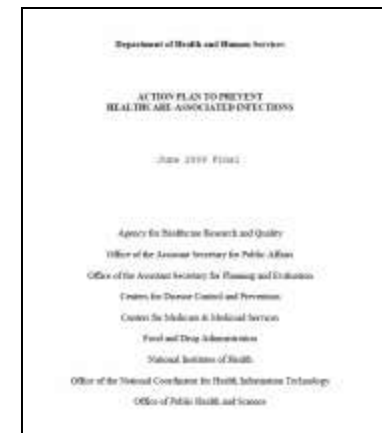 Department of Health and Human Services
ACTION PLAN TO PREVENT
HEALTHCARE-ASSOCIATED INFECTIONS
June 2009 Final
Agency for Healthcare Research and Quality
Office of the Assistant Secretary for Public Affairs
Office of the Assistant Secretary for Planning and Evaluation
Centers for Disease Control and Prevention
Centers for Medicare & Medicaid Services
Food and Drug Administration
National Institutes of Health
Office of the National Coordinator for Health Information Technology
Office of Public Health and Science